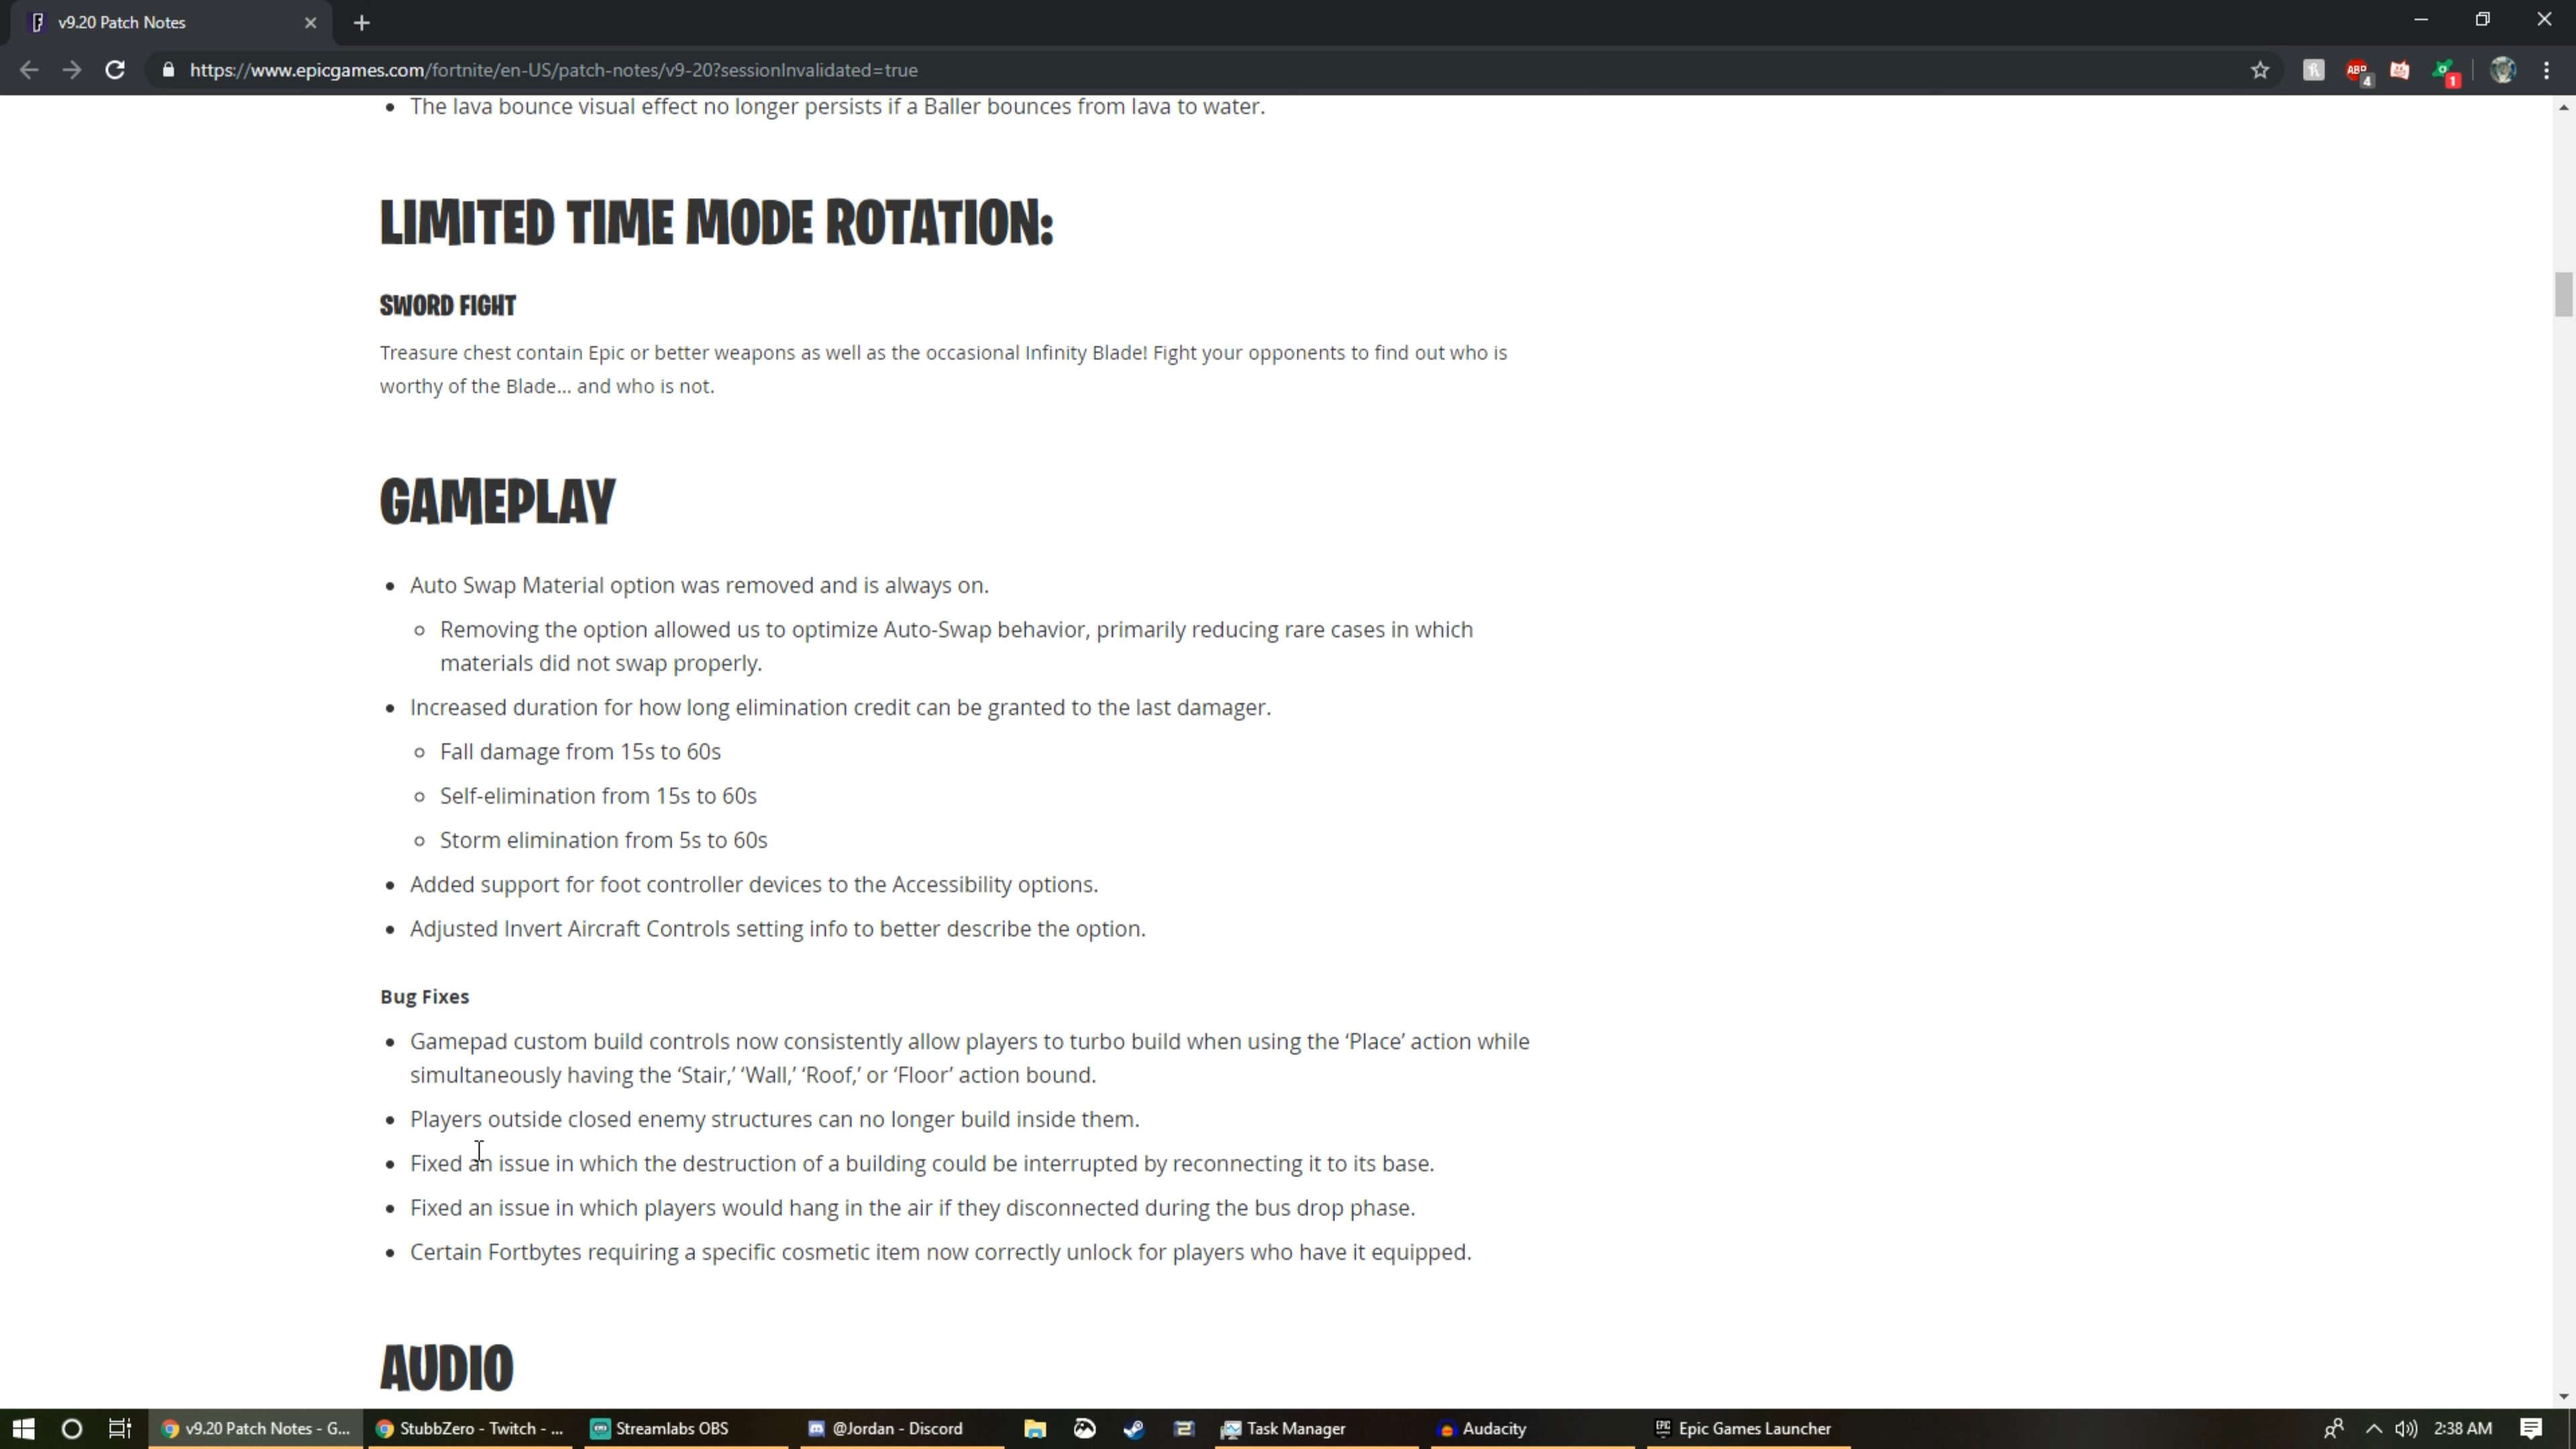 v9.20 Patch Notes
https://www.epicgames.com/fortnite/en-US/patch-notes/v9-20?sessionInvalidated=true
ABP
4
1
• The lava bounce visual effect no longer persists if a Baller bounces from lava to water.
LIMITED TIME MODE ROTATION:
SWORD FIGHT
Treasure chest contain Epic or better weapons as well as the occasional Infinity Blade! Fight your opponents to find out who is
worthy of the Blade... and who is not.
GAMEPLAY
• Auto Swap Material option was removed and is always on.
o Removing the option allowed us to optimize Auto-Swap behavior, primarily reducing rare cases in which
materials did not swap properly.
• Increased duration for how long elimination credit can be granted to the last damager.
o Fall damage from 15s to 60s
o Self-elimination from 15s to 60s
o Storm elimination from 5s to 60s
• Added support for foot controller devices to the Accessibility options.
• Adjusted Invert Aircraft Controls setting info to better describe the option.
Bug Fixes
• Gamepad custom build controls now consistently allow players to turbo build when using the ‘Place’ action while
simultaneously having the ‘Stair,’ ‘Wall,’ ‘Roof,’ or ‘Floor’ action bound.
• Players outside closed enemy structures can no longer build inside them.
• Fixed an issue in which the destruction of a building could be interrupted by reconnecting it to its base.
• Fixed an issue in which players would hang in the air if they disconnected during the bus drop phase.
• Certain Fortbytes requiring a specific cosmetic item now correctly unlock for players who have it equipped.
AUDIO
v9.20 Patch Notes - G...
StubbZero - Twitch - ...
Streamlabs OBS
@Jordan - Discord
Task Manager
Audacity
EPIC
Epic Games Launcher
2:38 AM